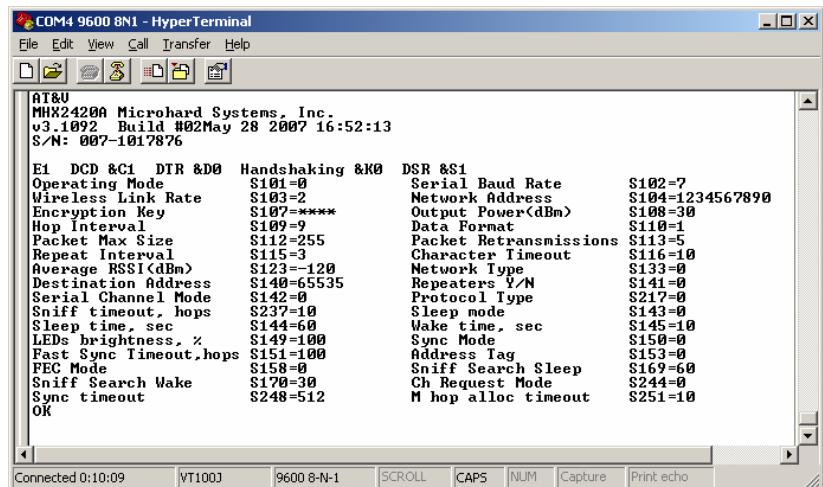 COM4 9600 8N1 - HyperTerminal
File Edit View Call Transfer Help
AT&V
MHX2420A Microhard Systems, Inc.
v3.1092 Build #02May 28 2007 16:52:13
S/N: 007-1017876
E1 DCD &C1 DTR &D0 Handshaking &K0 DSR &S1
Operating Mode S101=0 Serial Baud Rate S102=7
Wireless Link Rate S103=2 Network Address S104=1234567890
Encryption Key S107=**** Output Power(dBm) S108=30
Hop Interval S109=9 Data Format S110=1
Packet Max Size S112=255 Packet Retransmissions S113=5
Repeat Interval S115=3 Character Timeout S116=10
Average RSSI(dBm) S123=-120 Network Type S133=0
Destination Address S140=65535 Repeaters Y/N S141=0
Serial Channel Mode S142=0 Protocol Type S217=0
Sniff timeout, hops S237=10 Sleep mode S143=0
Sleep time, sec S144=60 Wake time, sec S145=10
LEDs brightness, % S149=100 Sync Mode S150=0
Fast Sync Timeout,hops S151=100 Address Tag S153=0
FEC Mode S158=0 Sniff Search Sleep S169=60
Sniff Search Wake S170=30 Ch Request Mode S244=0
Sync timeout S248=512 M hop alloc timeout S251=10
OK
Connected 0:10:09 VT100J 9600 8-N-1 SCROLL CAPS NUM Capture Print echo